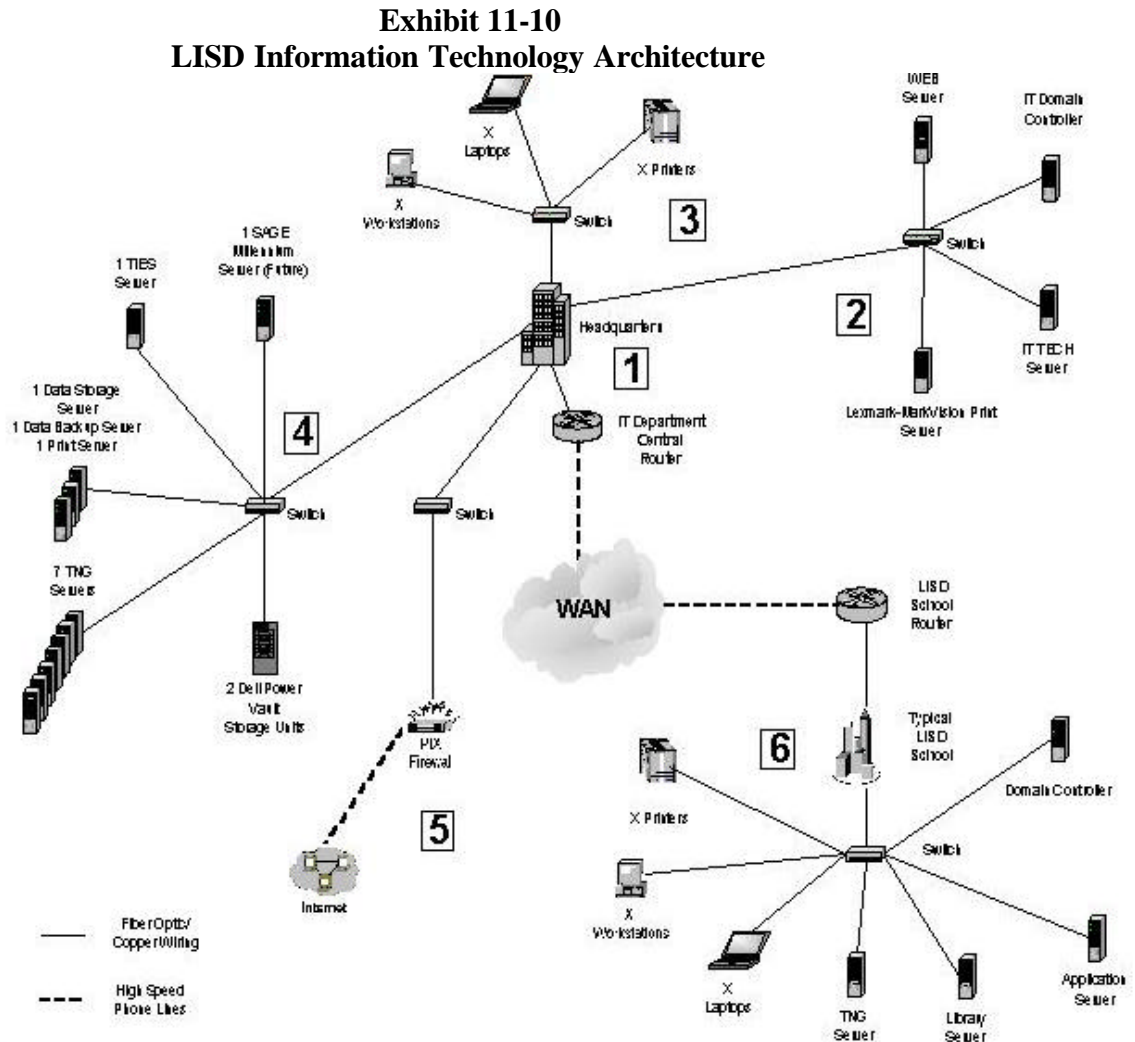 Exhibit 11-10
LISD Information Technology Architecture
WEB
Server
IT Domain
Controller
X
Laptops
X Printers
X
Workstations
Switch
3
Switch
1 SAGE
Millennium
Server (Future)
1 TIES
Server
Headquarters
2
IT TECH
Server
1
1 Data Storage
Server
1 Data Backup Server
1 Print Server
4
IT Department
Central
Router
Lexmark-MarkVision Print
Server
Switch
Switch
7 TNG
Servers
WAN
LISD
School
Router
2 Dell Power
Vault
Storage Units
PIX
Firewall
Typical
LISD
School
6
X Printers
Domain Controller
5
Switch
Internet
X
Workstations
Fiber Optic/
Copper Wiring
X
Laptops
TNG
Server
Library
Server
Application
Server
High Speed
Phone Lines